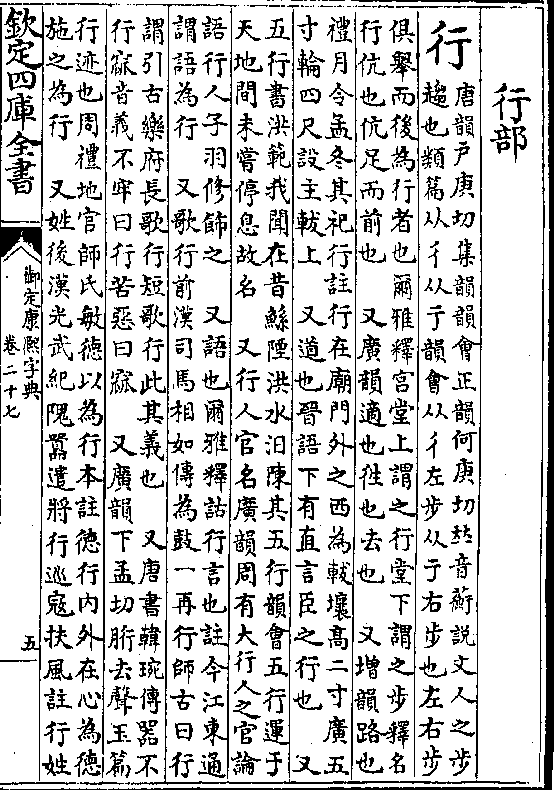 行部
行 唐韻戸庚切集韻韻會正韻何庚切𠀤音蘅説文人之步
趨也類篇从彳从亍韻會从彳左步从亍右步也左右步
俱舉而後為行者也爾雅釋宫堂上謂之行堂下謂之步釋名
行伉也伉足而前也 又廣韻適也徃也去也 又増韻路也
禮月令孟冬其祀行註行在廟門外之西為軷壤高二寸廣五
寸輪四尺設主軷上 又道也晉語下有直言臣之行也 又
五行書洪範我聞在昔鯀陻洪水汨陳其五行韻會五行運于
天地間未嘗停息故名 又行人官名廣韻周有大行人之官論
語行人子羽修飾之 又語也爾雅釋詁行言也註今江東通
謂語為行 又歌行前漢司馬相如傳為鼓一再行師古曰行
謂引古樂府長歌行短歌行此其義也 又唐書韓琬傳器不
行窳音義不牢曰行苦惡曰窳 又廣韻下孟切胻去聲玉篇
行迹也周禮地官師氏敏德以為行本註德行内外在心為德
施之為行 又姓後漢光武紀隗囂遣將行巡寇扶風註行姓
欽定四庫全書
御定康熙字典
卷二十七
五